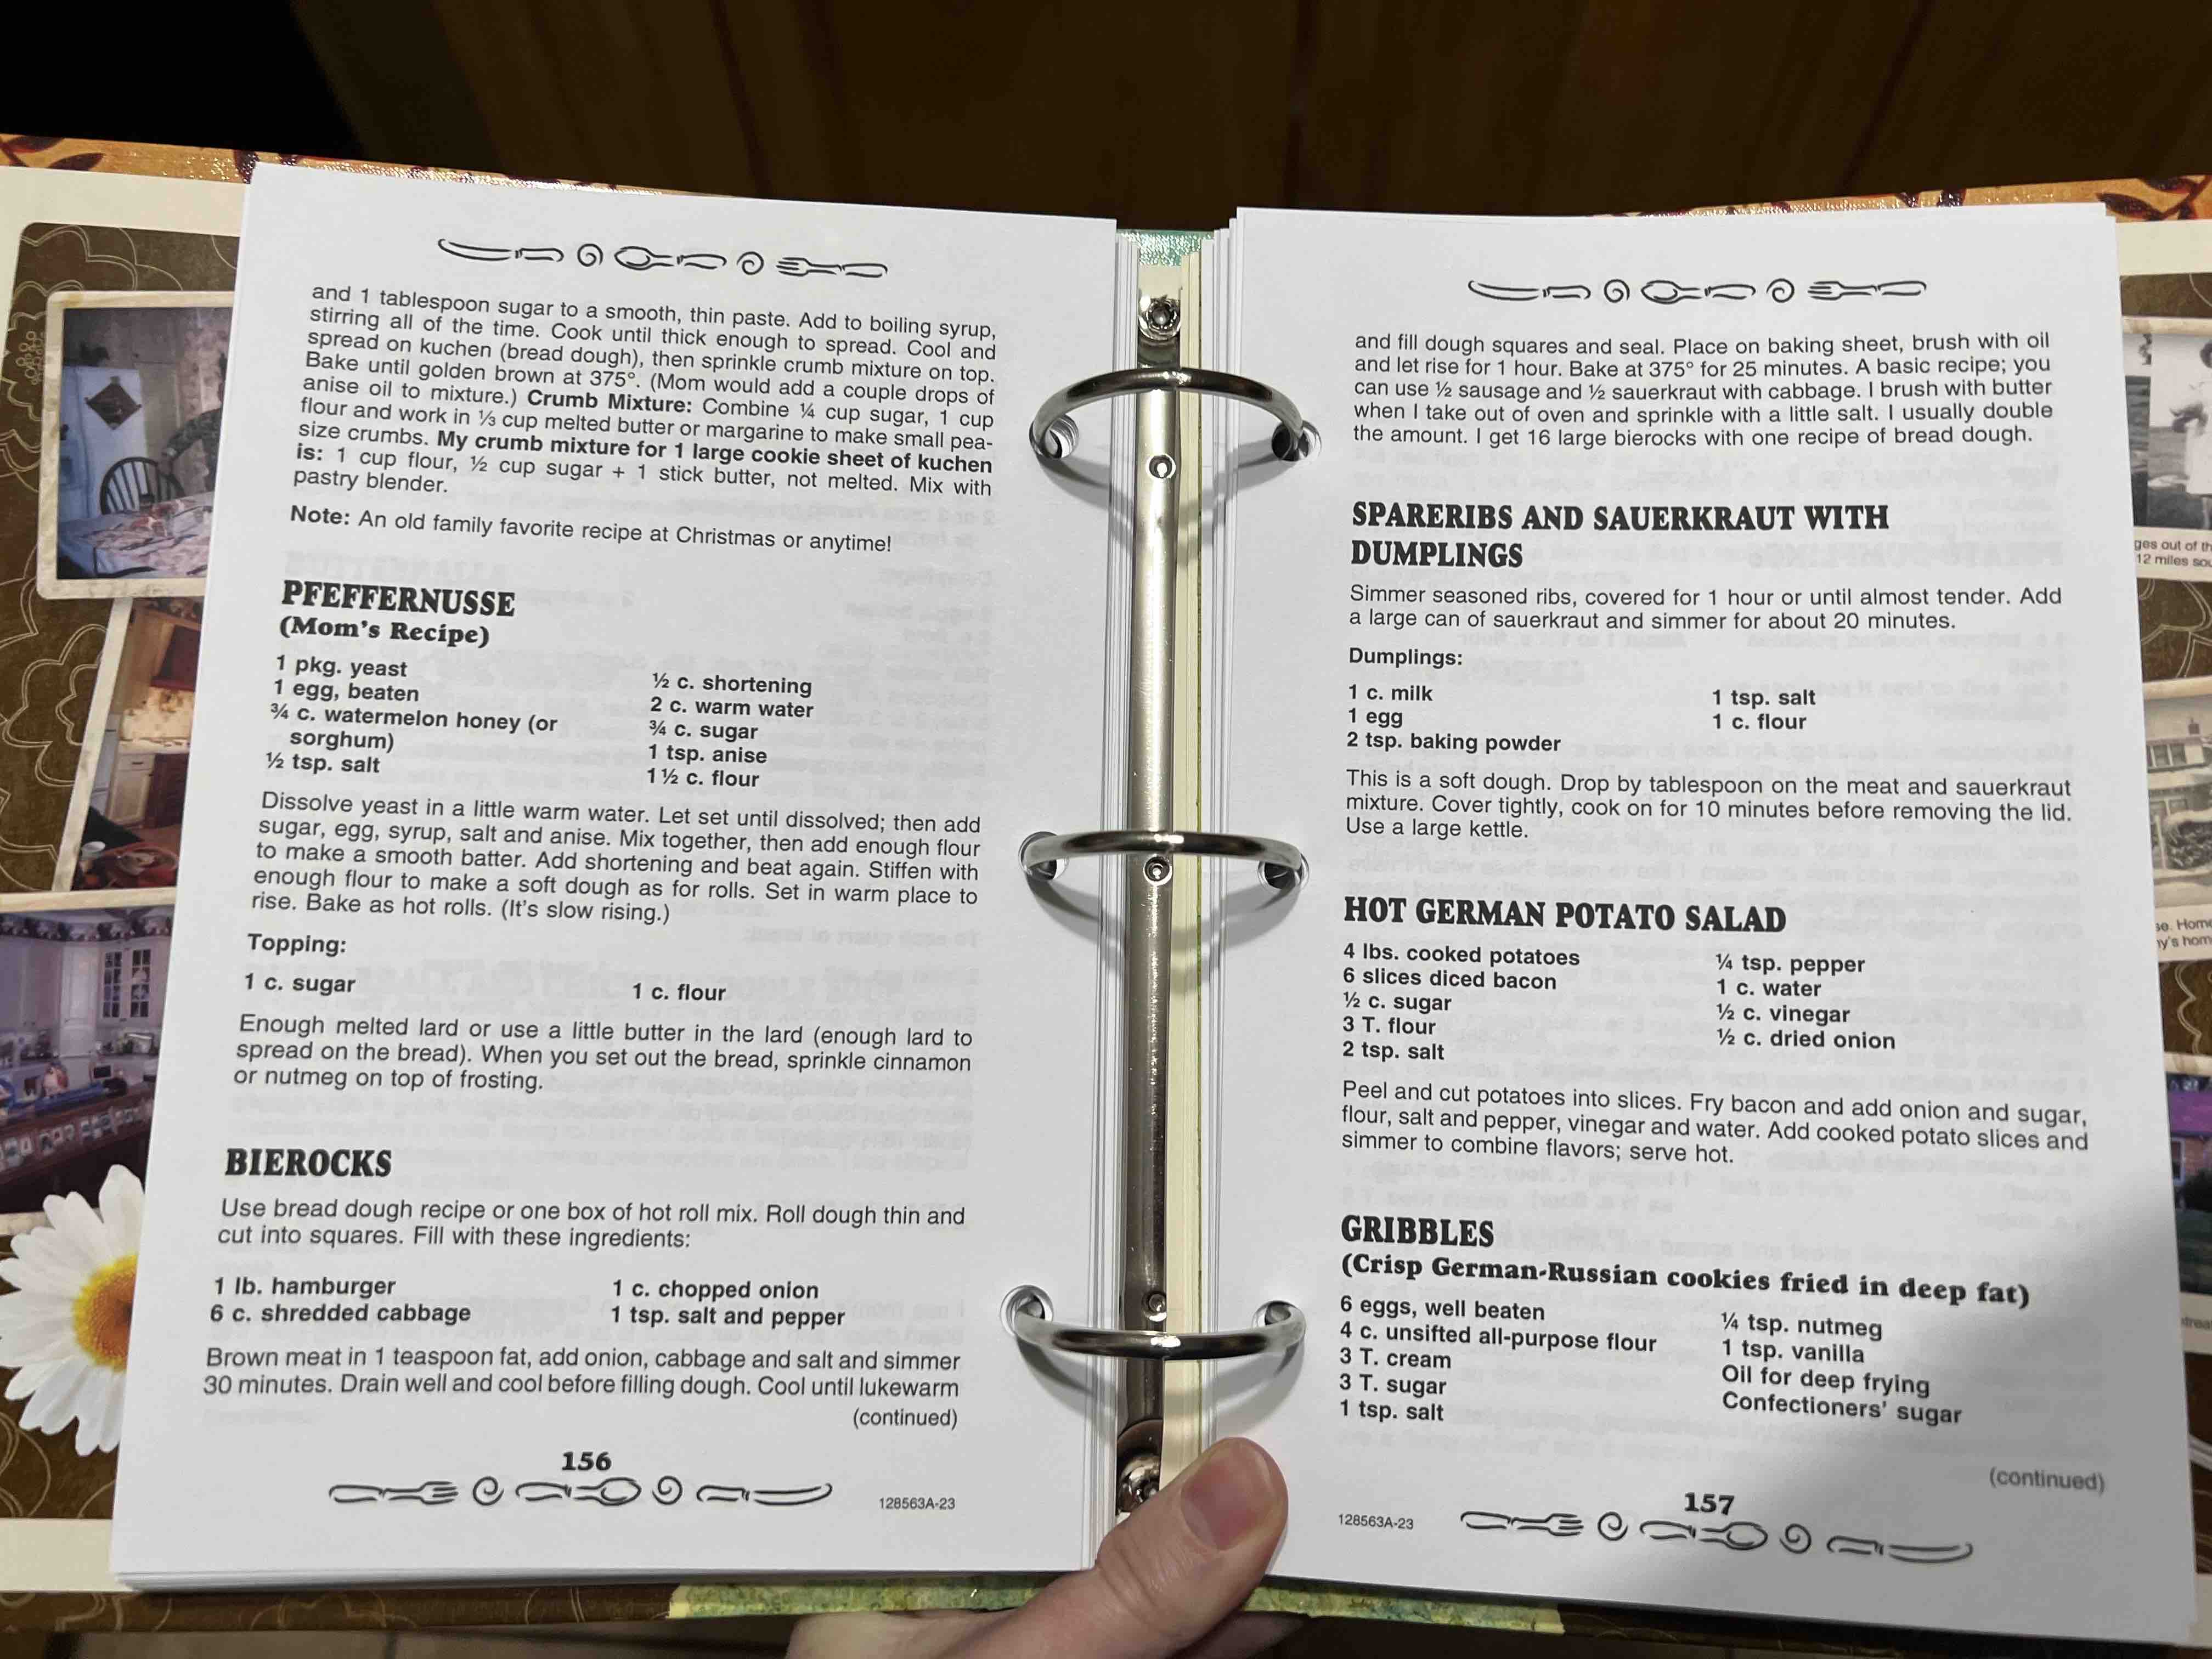 and 1 tablespoon sugar to a smooth, thin paste. Add to boiling syrup,
stirring all of the time. Cook until thick enough to spread. Cool and
spread on kuchen (bread dough), then sprinkle crumb mixture on top.
Bake until golden brown at 375°. (Mom would add a couple drops of
anise oil to mixture.) Crumb Mixture: Combine ¼ cup sugar, 1 cup
flour and work in ⅓ cup melted butter or margarine to make small pea-
size crumbs. My crumb mixture for 1 large cookie sheet of kuchen
is: 1 cup flour, ½ cup sugar + 1 stick butter, not melted. Mix with
pastry blender.
Note: An old family favorite recipe at Christmas or anytime!
PFEFFERNUSSE
(Mom's Recipe)
1 pkg. yeast
1 egg, beaten
¾ c. watermelon honey (or
sorghum)
½ tsp. salt
½ c. shortening
2 c. warm water
¾ c. sugar
1 tsp. anise
1½ c. flour
Dissolve yeast in a little warm water. Let set until dissolved; then add
sugar, egg, syrup, salt and anise. Mix together, then add enough flour
to make a smooth batter. Add shortening and beat again. Stiffen with
enough flour to make a soft dough as for rolls. Set in warm place to
rise. Bake as hot rolls. (It's slow rising.)
Topping:
1 c. sugar
1 c. flour
Enough melted lard or use a little butter in the lard (enough lard to
spread on the bread). When you set out the bread, sprinkle cinnamon
or nutmeg on top of frosting.
BIEROCKS
Use bread dough recipe or one box of hot roll mix. Roll dough thin and
cut into squares. Fill with these ingredients:
1 lb. hamburger
6 c. shredded cabbage
1 c. chopped onion
1 tsp. salt and pepper
Brown meat in 1 teaspoon fat, add onion, cabbage and salt and simmer
30 minutes. Drain well and cool before filling dough. Cool until lukewarm
(continued)
156
128563A-23
and fill dough squares and seal. Place on baking sheet, brush with oil
and let rise for 1 hour. Bake at 375° for 25 minutes. A basic recipe; you
can use ½ sausage and ½ sauerkraut with cabbage. I brush with butter
when I take out of oven and sprinkle with a little salt. I usually double
the amount. I get 16 large bierocks with one recipe of bread dough.
SPARERIBS AND SAUERKRAUT WITH
DUMPLINGS
Simmer seasoned ribs, covered for 1 hour or until almost tender. Add
a large can of sauerkraut and simmer for about 20 minutes.
Dumplings:
1 c. milk
1 egg
2 tsp. baking powder
1 tsp. salt
1 c. flour
This is a soft dough. Drop by tablespoon on the meat and sauerkraut
mixture. Cover tightly, cook on for 10 minutes before removing the lid.
Use a large kettle.
HOT GERMAN POTATO SALAD
4 lbs. cooked potatoes
6 slices diced bacon
½ c. sugar
3 T. flour
2 tsp. salt
¼ tsp. pepper
1 c. water
½ c. vinegar
½ c. dried onion
Peel and cut potatoes into slices. Fry bacon and add onion and sugar,
flour, salt and pepper, vinegar and water. Add cooked potato slices and
simmer to combine flavors; serve hot.
GRIBBLES
(Crisp German-Russian cookies fried in deep fat)
6 eggs, well beaten
4 c. unsifted all-purpose flour
3 T. cream
3 T. sugar
1 tsp. salt
¼ tsp. nutmeg
1 tsp. vanilla
Oil for deep frying
Confectioners' sugar
(continued)
157
128563A-23
out of
12 miles
Home